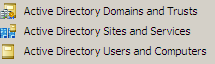 Active Directory Domains and Trusts
Active Directory Sites and Services
Active Directory Users and Computers